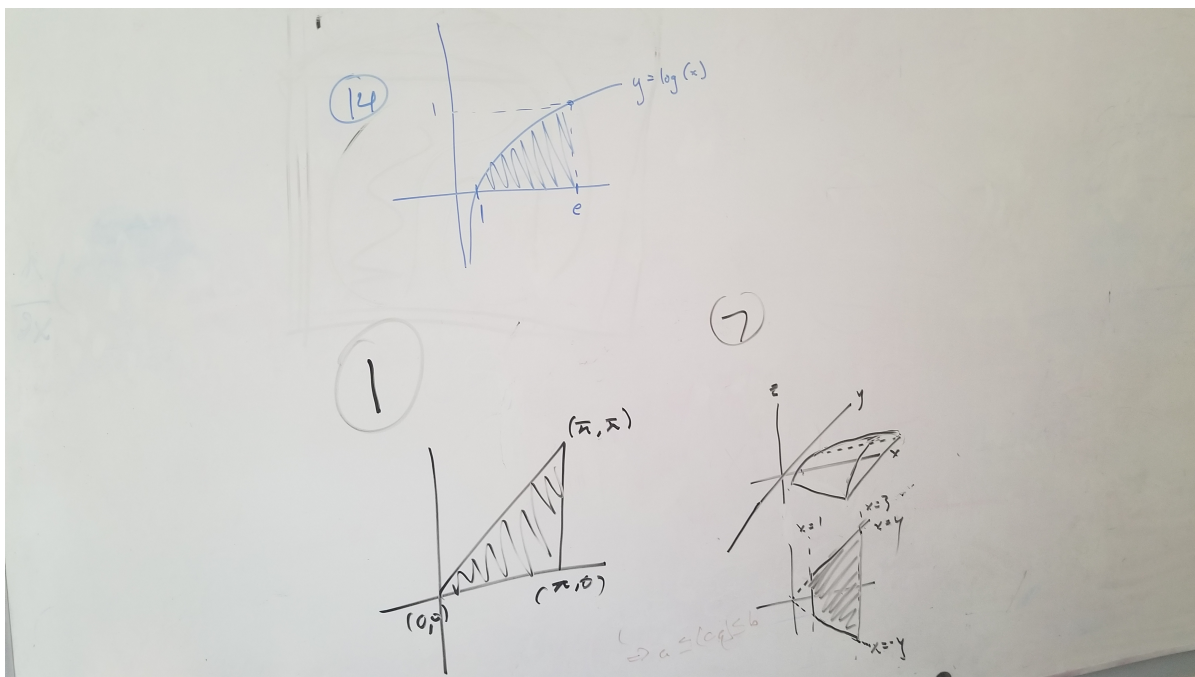 14
y = log(x)
1
1
e
1
(π, π)
(0,0)
(π, 0)
7
z
y
x
x=1
x=3
x=y
x=-y